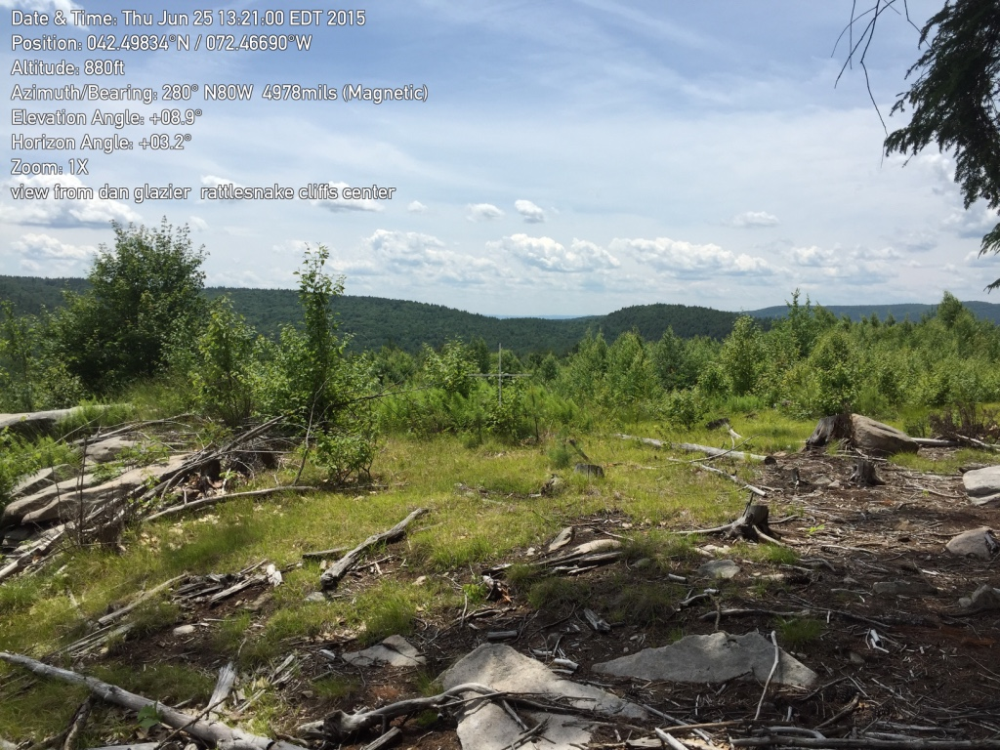 Date & Time: Thu Jun 25 13:21:00 EDT 2015
Position: 042.49834°N / 072.46690°W
Altitude: 880ft
Azimuth/Bearing: 280° N80W 4978mils (Magnetic)
Elevation Angle: +08.9°
Horizon Angle: +03.2°
Zoom: 1X
view from dan glazier rattlesnake cliffs center